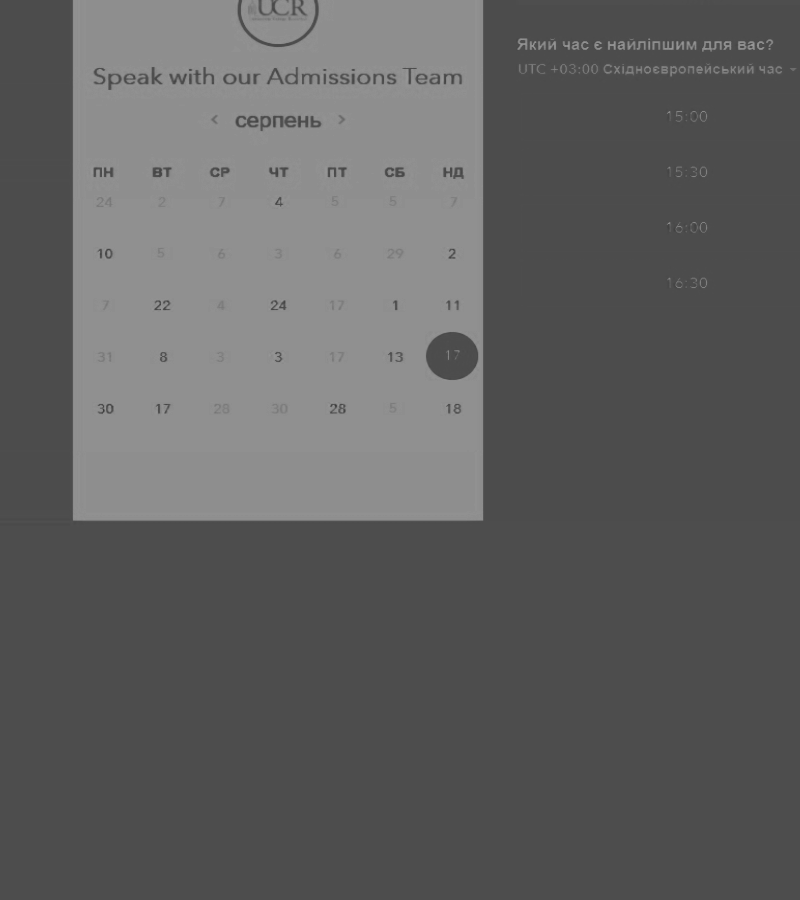 UCR
Speak with our Admissions Team
< серпень >
ПН ВТ СР ЧТ ПТ СБ НД
24 2 7 4 5 5 7
10 5 6 3 6 29 2
7 22 4 24 17 1 11
31 8 3 3 17 13 17
30 17 28 30 28 5 18
Який час є найліпшим для вас?
UTC +03:00 Східноєвропейський час
15:00
15:30
16:00
16:30